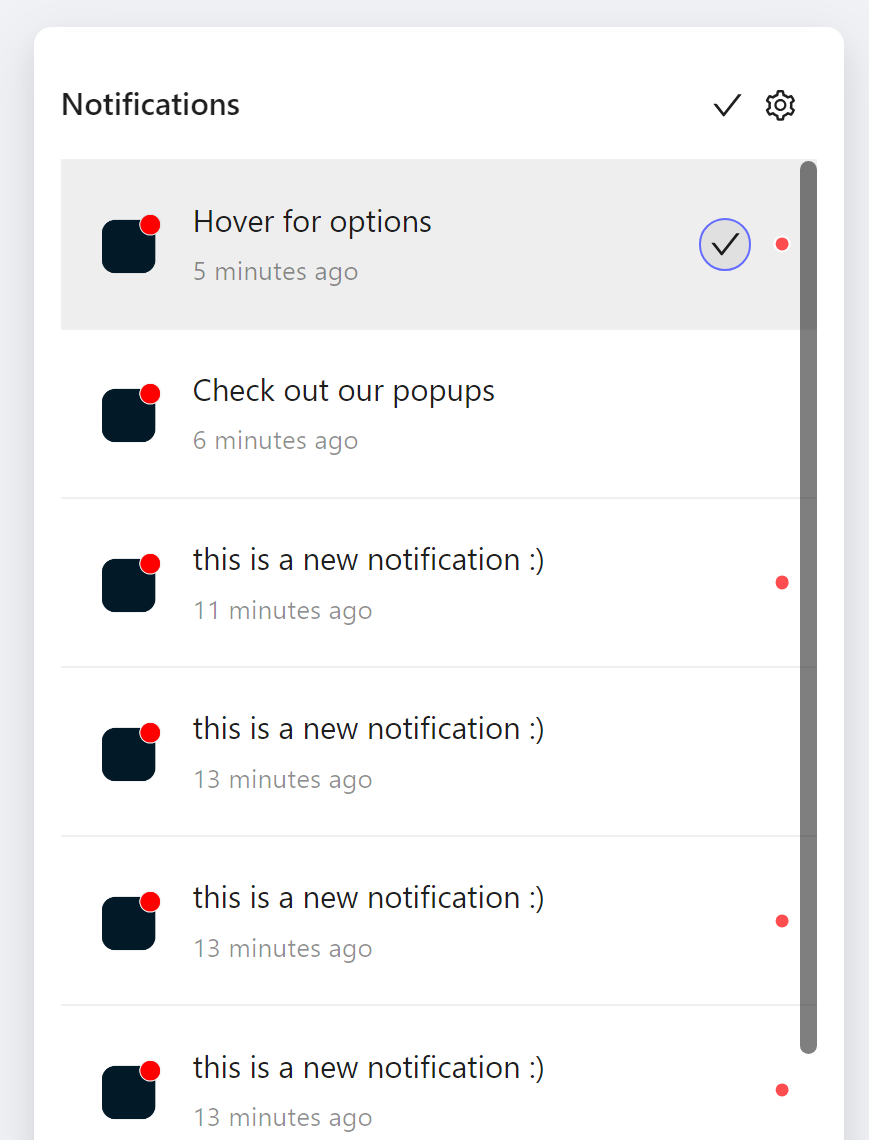 Notifications
Hover for options
5 minutes ago
Check out our popups
6 minutes ago
this is a new notification :)
11 minutes ago
this is a new notification :)
13 minutes ago
this is a new notification :)
13 minutes ago
this is a new notification :)
13 minutes ago